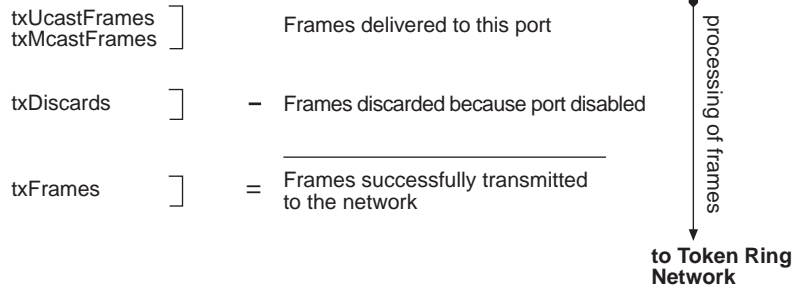 txUcastFrames
txMcastFrames
Frames delivered to this port
txDiscards
– Frames discarded because port disabled
txFrames
= Frames successfully transmitted
to the network
processing of frames
to Token Ring
Network